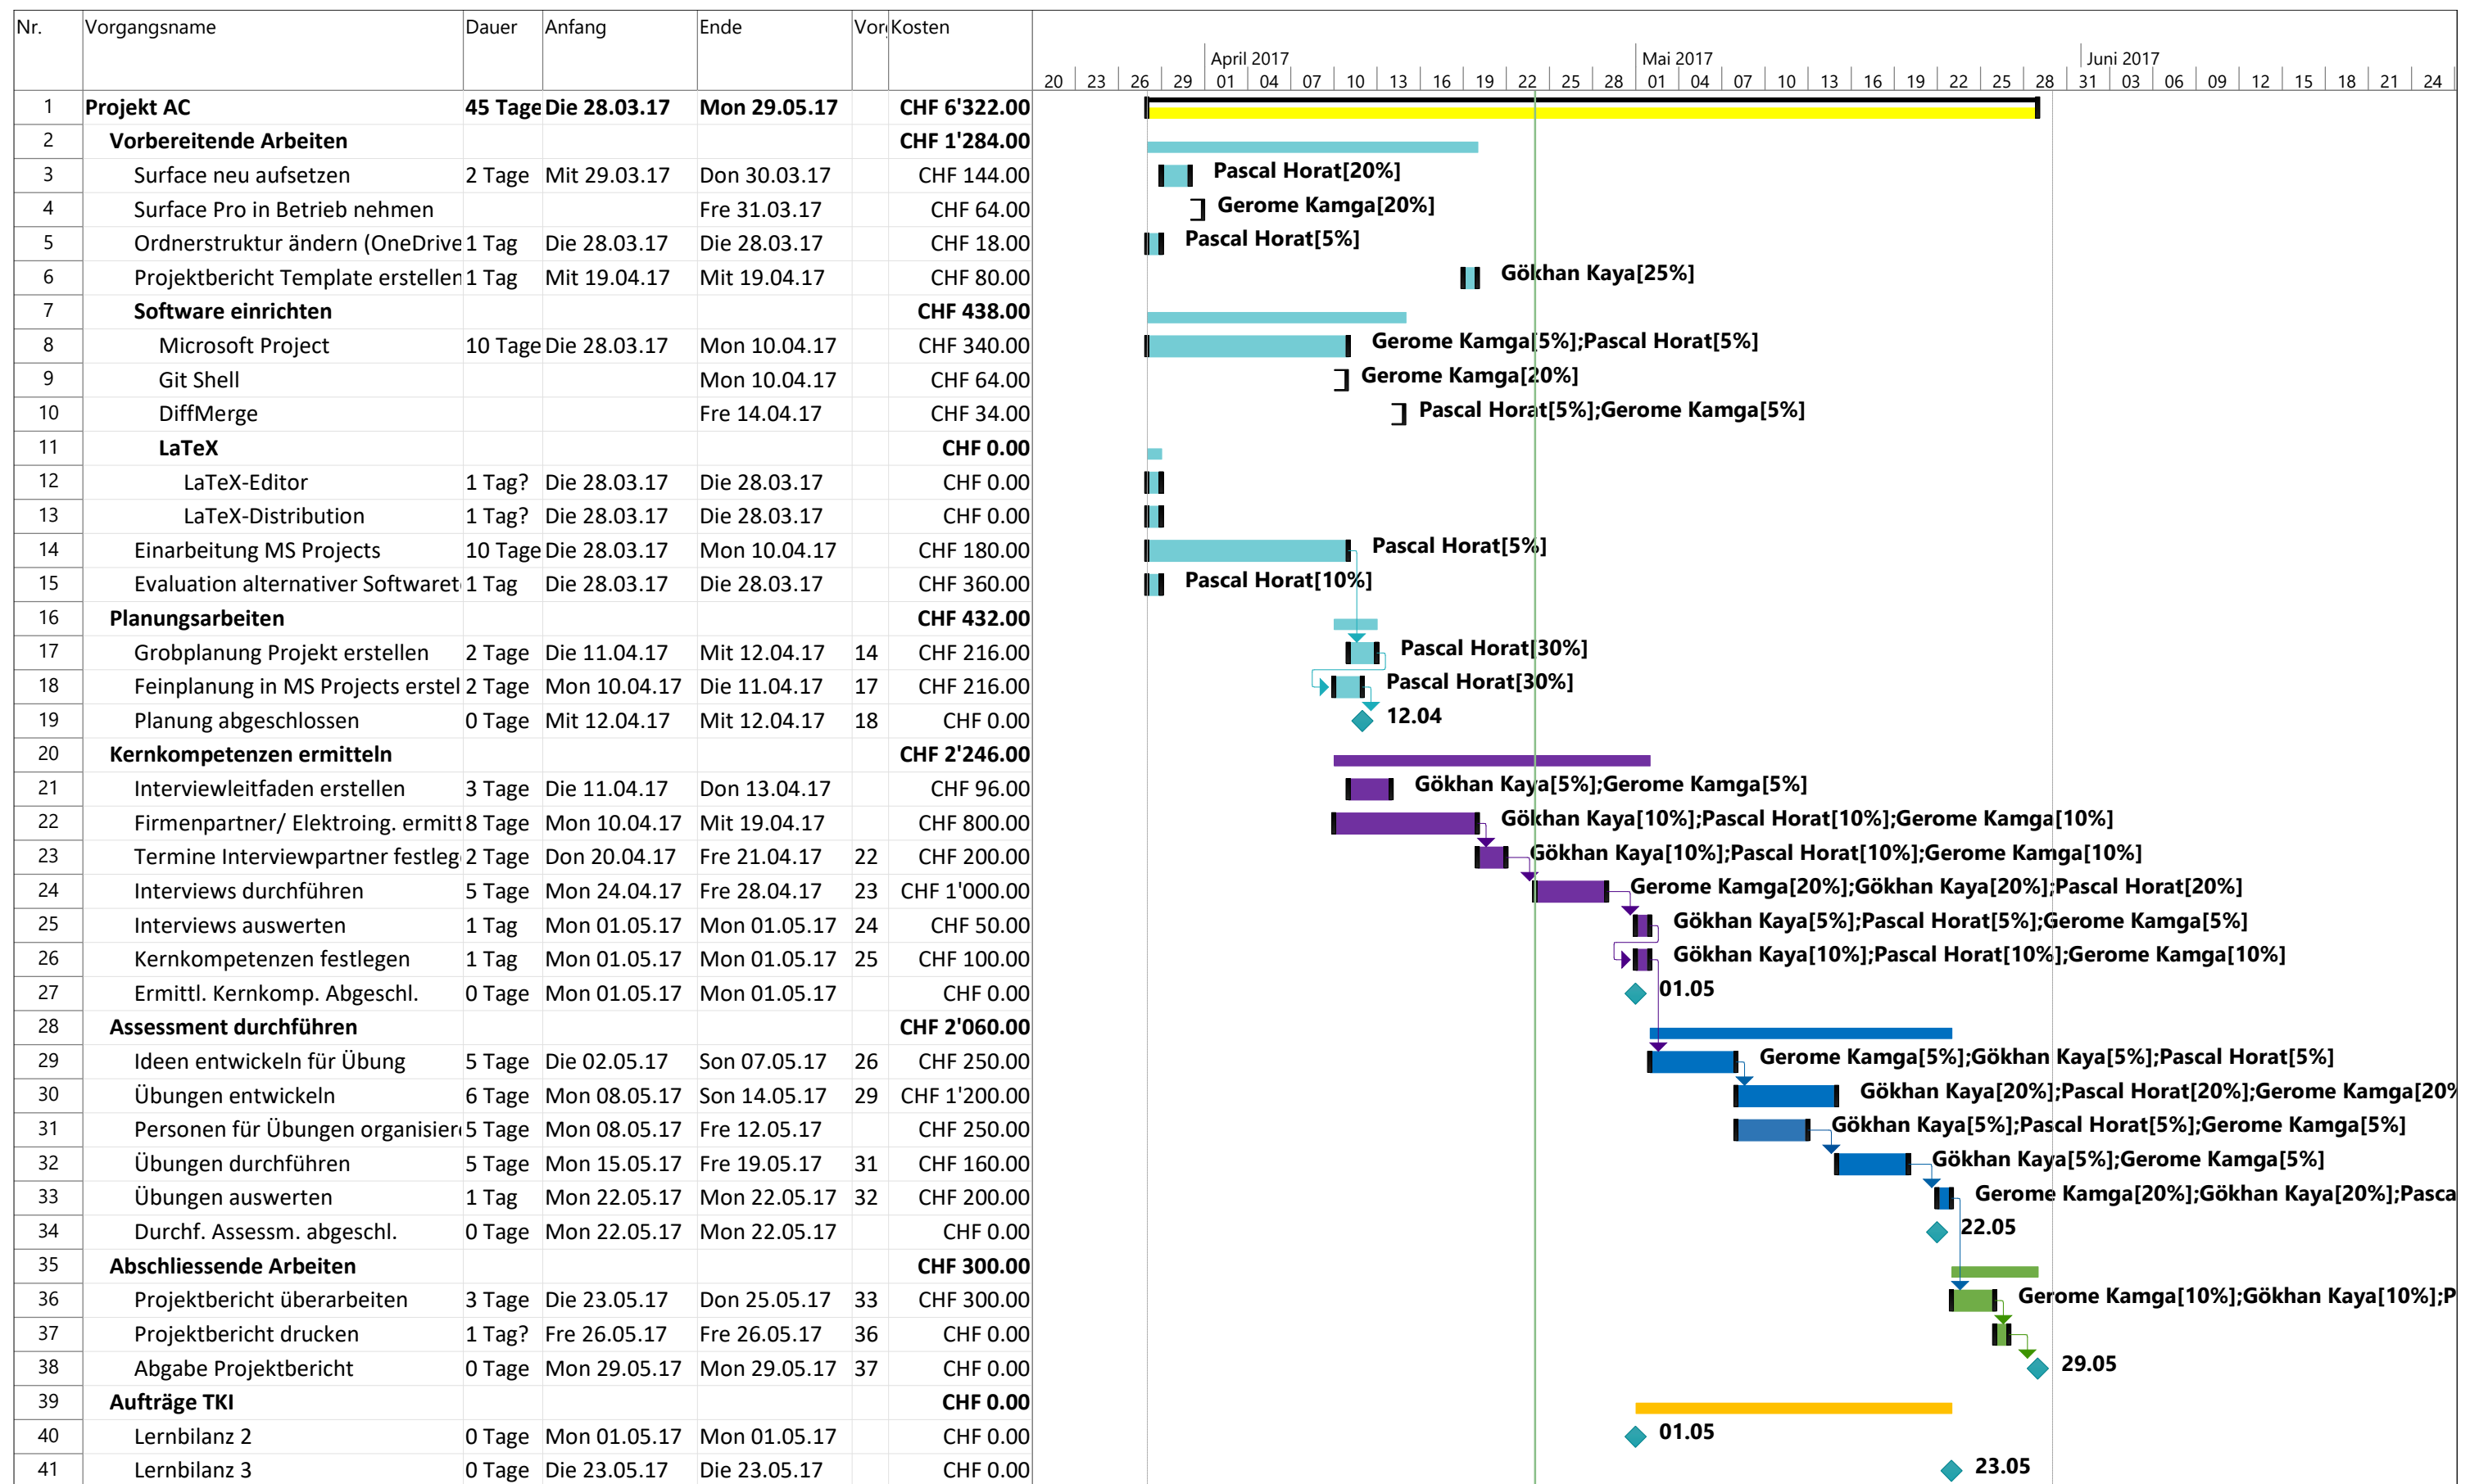 Nr. Vorgangsname Dauer Anfang Ende Vorg Kosten
April 2017 Mai 2017 Juni 2017
20 23 26 29 01 04 07 10 13 16 19 22 25 28 01 04 07 10 13 16 19 22 25 28 31 03 06 09 12 15 18 21 24
1 Projekt AC 45 Tage Die 28.03.17 Mon 29.05.17 CHF 6'322.00
2 Vorbereitende Arbeiten CHF 1'284.00
3 Surface neu aufsetzen 2 Tage Mit 29.03.17 Don 30.03.17 CHF 144.00 Pascal Horat[20%]
4 Surface Pro in Betrieb nehmen Fre 31.03.17 CHF 64.00 Gerome Kamga[20%]
5 Ordnerstruktur ändern (OneDrive 1 Tag Die 28.03.17 Die 28.03.17 CHF 18.00 Pascal Horat[5%]
6 Projektbericht Template erstellen 1 Tag Mit 19.04.17 Mit 19.04.17 CHF 80.00 Gökhan Kaya[25%]
7 Software einrichten CHF 438.00
8 Microsoft Project 10 Tage Die 28.03.17 Mon 10.04.17 CHF 340.00 Gerome Kamga[5%];Pascal Horat[5%]
9 Git Shell Mon 10.04.17 CHF 64.00 Gerome Kamga[20%]
10 DiffMerge Fre 14.04.17 CHF 34.00 Pascal Horat[5%];Gerome Kamga[5%]
11 LaTeX CHF 0.00
12 LaTeX-Editor 1 Tag? Die 28.03.17 Die 28.03.17 CHF 0.00
13 LaTeX-Distribution 1 Tag? Die 28.03.17 Die 28.03.17 CHF 0.00
14 Einarbeitung MS Projects 10 Tage Die 28.03.17 Mon 10.04.17 CHF 180.00 Pascal Horat[5%]
15 Evaluation alternativer Softwaret 1 Tag Die 28.03.17 Die 28.03.17 CHF 360.00 Pascal Horat[10%]
16 Planungsarbeiten CHF 432.00
17 Grobplanung Projekt erstellen 2 Tage Die 11.04.17 Mit 12.04.17 14 CHF 216.00 Pascal Horat[30%]
18 Feinplanung in MS Projects erstel 2 Tage Mon 10.04.17 Die 11.04.17 17 CHF 216.00 Pascal Horat[30%]
19 Planung abgeschlossen 0 Tage Mit 12.04.17 Mit 12.04.17 18 CHF 0.00 12.04
20 Kernkompetenzen ermitteln CHF 2'246.00
21 Interviewleitfaden erstellen 3 Tage Die 11.04.17 Don 13.04.17 CHF 96.00 Gökhan Kaya[5%];Gerome Kamga[5%]
22 Firmenpartner/ Elektroing. ermitt 8 Tage Mon 10.04.17 Mit 19.04.17 CHF 800.00 Gökhan Kaya[10%];Pascal Horat[10%];Gerome Kamga[10%]
23 Termine Interviewpartner festleg 2 Tage Don 20.04.17 Fre 21.04.17 22 CHF 200.00 Gökhan Kaya[10%];Pascal Horat[10%];Gerome Kamga[10%]
24 Interviews durchführen 5 Tage Mon 24.04.17 Fre 28.04.17 23 CHF 1'000.00 Gerome Kamga[20%];Gökhan Kaya[20%];Pascal Horat[20%]
25 Interviews auswerten 1 Tag Mon 01.05.17 Mon 01.05.17 24 CHF 50.00 Gökhan Kaya[5%];Pascal Horat[5%];Gerome Kamga[5%]
26 Kernkompetenzen festlegen 1 Tag Mon 01.05.17 Mon 01.05.17 25 CHF 100.00 Gökhan Kaya[10%];Pascal Horat[10%];Gerome Kamga[10%]
27 Ermittl. Kernkomp. Abgeschl. 0 Tage Mon 01.05.17 Mon 01.05.17 CHF 0.00 01.05
28 Assessment durchführen CHF 2'060.00
29 Ideen entwickeln für Übung 5 Tage Die 02.05.17 Son 07.05.17 26 CHF 250.00 Gerome Kamga[5%];Gökhan Kaya[5%];Pascal Horat[5%]
30 Übungen entwickeln 6 Tage Mon 08.05.17 Son 14.05.17 29 CHF 1'200.00 Gökhan Kaya[20%];Pascal Horat[20%];Gerome Kamga[20%
31 Personen für Übungen organisier 5 Tage Mon 08.05.17 Fre 12.05.17 CHF 250.00 Gökhan Kaya[5%];Pascal Horat[5%];Gerome Kamga[5%]
32 Übungen durchführen 5 Tage Mon 15.05.17 Fre 19.05.17 31 CHF 160.00 Gökhan Kaya[5%];Gerome Kamga[5%]
33 Übungen auswerten 1 Tag Mon 22.05.17 Mon 22.05.17 32 CHF 200.00 Gerome Kamga[20%];Gökhan Kaya[20%];Pasca
34 Durchf. Assessm. abgeschl. 0 Tage Mon 22.05.17 Mon 22.05.17 CHF 0.00 22.05
35 Abschliessende Arbeiten CHF 300.00
36 Projektbericht überarbeiten 3 Tage Die 23.05.17 Don 25.05.17 33 CHF 300.00 Gerome Kamga[10%];Gökhan Kaya[10%];P
37 Projektbericht drucken 1 Tag? Fre 26.05.17 Fre 26.05.17 36 CHF 0.00
38 Abgabe Projektbericht 0 Tage Mon 29.05.17 Mon 29.05.17 37 CHF 0.00 29.05
39 Aufträge TKI CHF 0.00
40 Lernbilanz 2 0 Tage Mon 01.05.17 Mon 01.05.17 CHF 0.00 01.05
41 Lernbilanz 3 0 Tage Die 23.05.17 Die 23.05.17 CHF 0.00 23.05